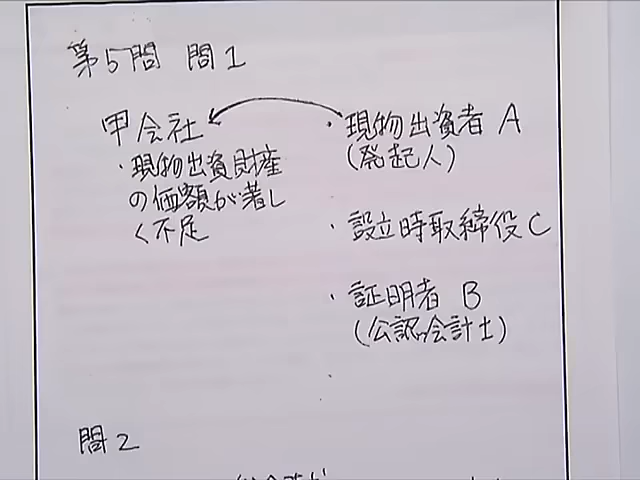 第5問 問1
甲会社
・現物出資財産
の価額が著し
く不足
・現物出資者 A
(発起人)
・設立時取締役 C
・証明者 B
(公認会計士)
・
問2